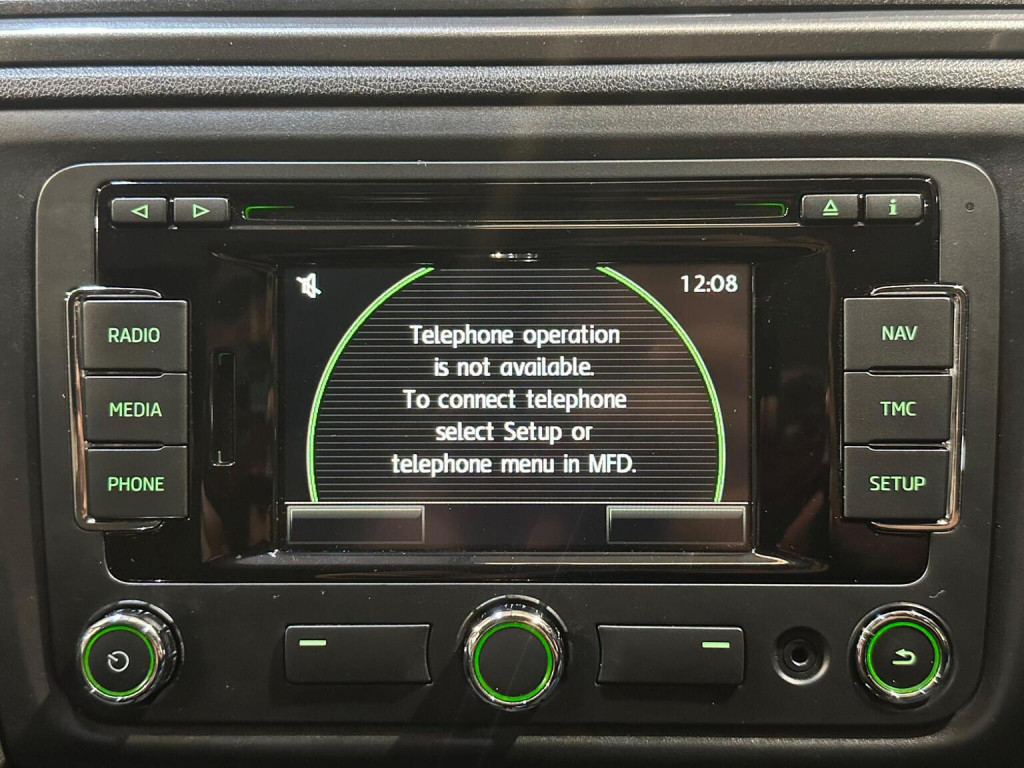 i
12:08
RADIO
MEDIA
PHONE
Telephone operation
is not available.
To connect telephone
select Setup or
telephone menu in MFD.
NAV
TMC
SETUP